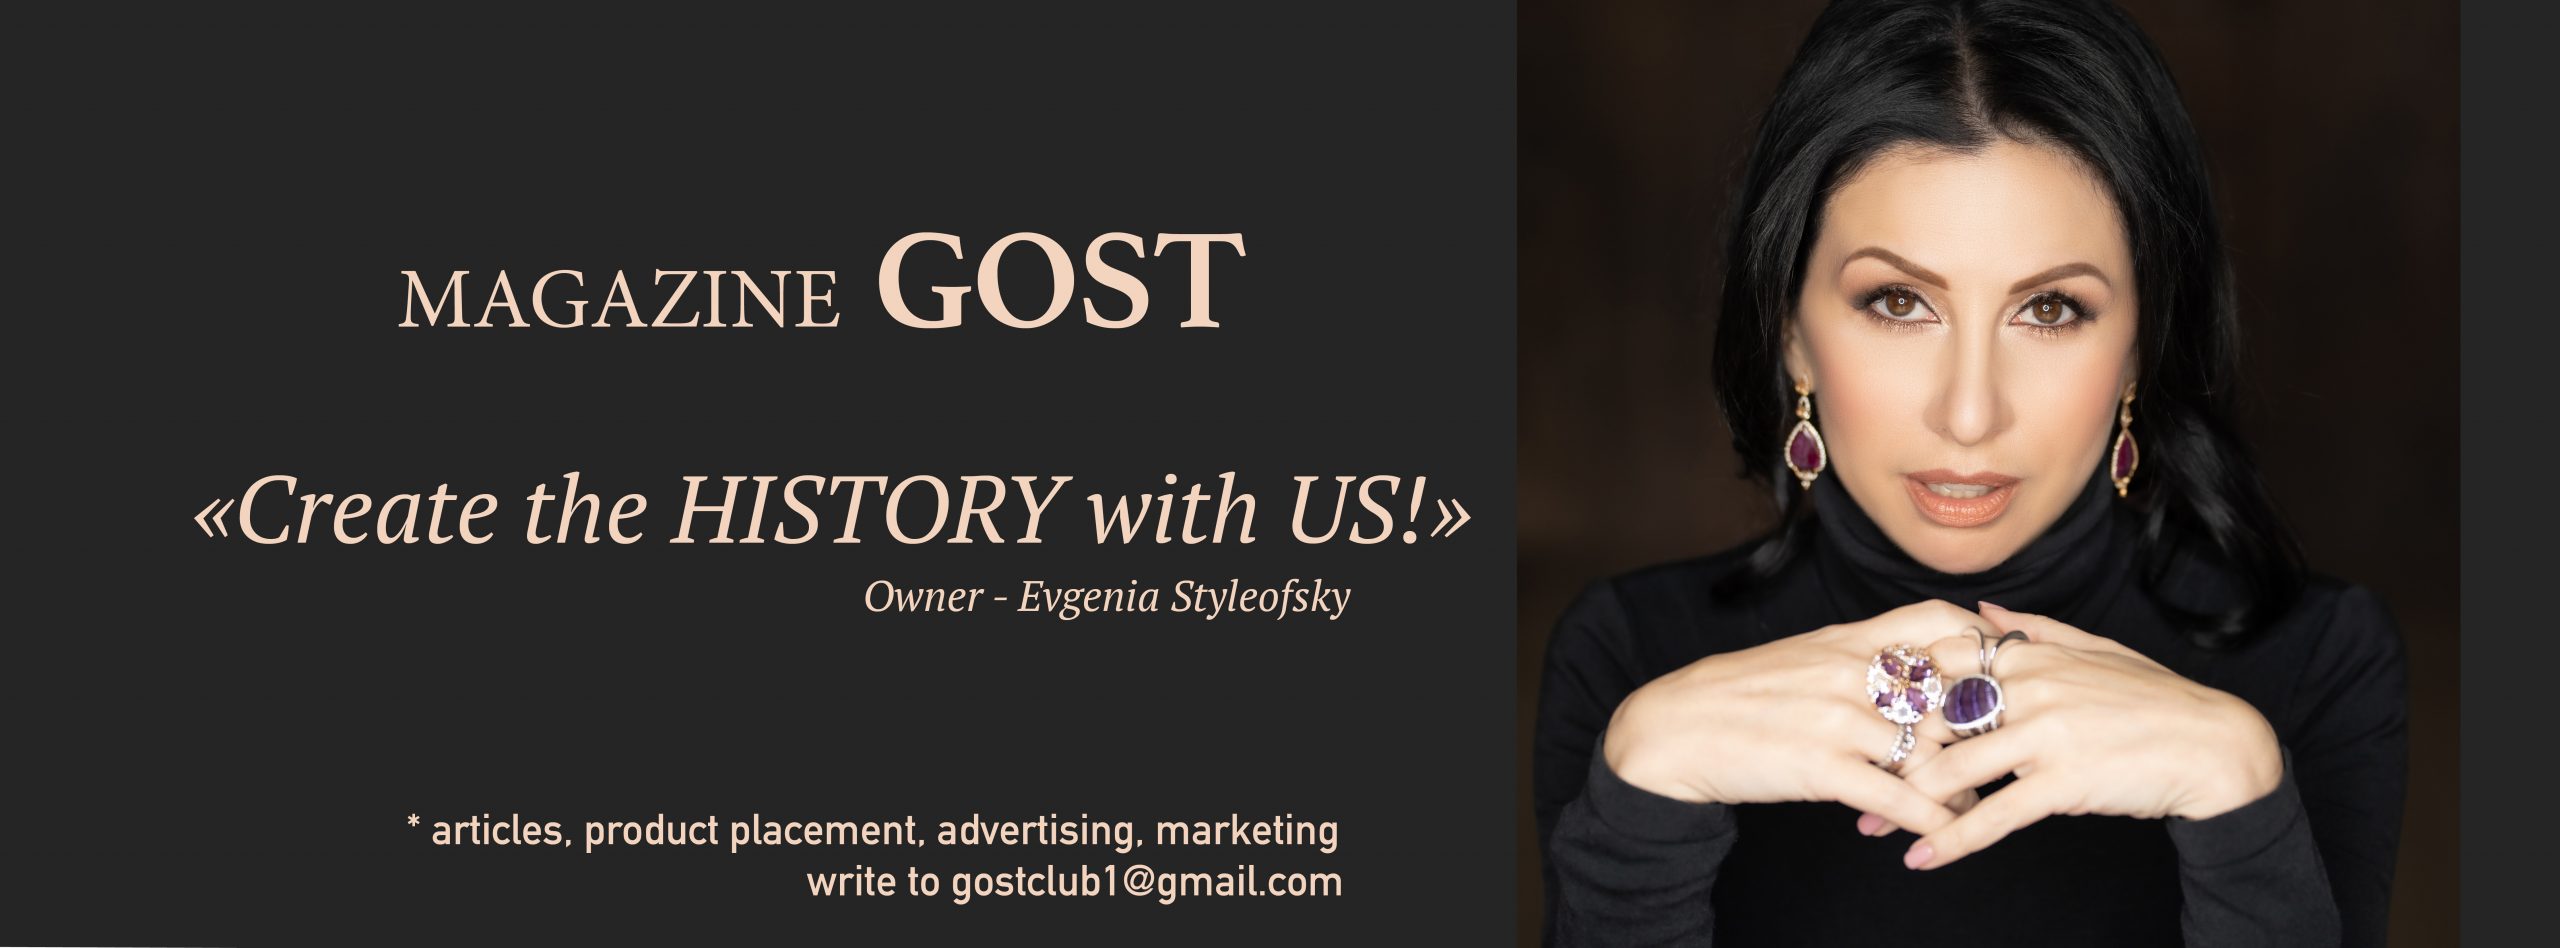 MAGAZINE GOST
«Create the HISTORY with US!»
Owner - Evgenia Styleofsky
* articles, product placement, advertising, marketing
write to gostclub1@gmail.com